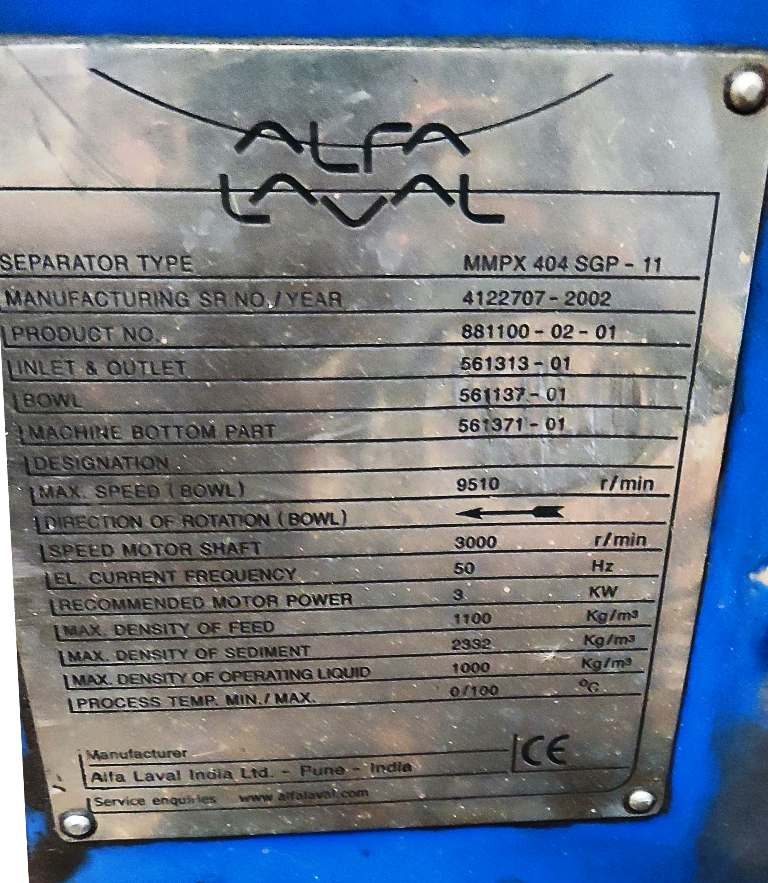 ALFA
LAVAL
SEPARATOR TYPE MMPX 404 SGP - 11
MANUFACTURING SR NO. / YEAR 4122707 - 2002
PRODUCT NO. 881100 - 02 - 01
INLET & OUTLET 561313 - 01
BOWL 561137 - 01
MACHINE BOTTOM PART 561371 - 01
DESIGNATION
MAX. SPEED (BOWL) 9510 r/min
DIRECTION OF ROTATION (BOWL)
SPEED MOTOR SHAFT 3000 r/min
EL. CURRENT FREQUENCY 50 Hz
RECOMMENDED MOTOR POWER 3 KW
MAX. DENSITY OF FEED 1100 Kg/m³
MAX. DENSITY OF SEDIMENT 2332 Kg/m³
MAX. DENSITY OF OPERATING LIQUID 1000 Kg/m³
PROCESS TEMP. MIN. / MAX. 0/100 °C
Manufacturer CE
Alfa Laval India Ltd. - Pune - India
Service enquiries www.alfalaval.com